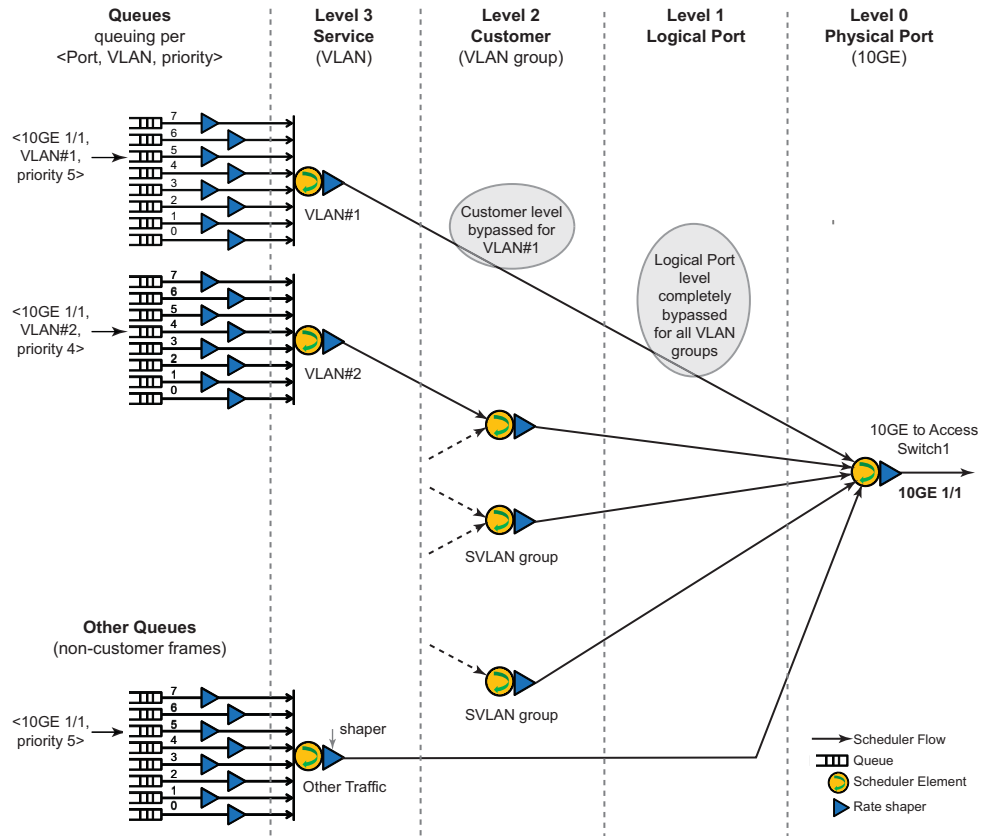 Queues
queuing per
<Port, VLAN, priority>
Level 3
Service
(VLAN)
Level 2
Customer
(VLAN group)
Level 1
Logical Port
Level 0
Physical Port
(10GE)
<10GE 1/1,
VLAN#1,
priority 5>
7
6
5
4
3
2
1
0
VLAN#1
Customer level
bypassed for
VLAN#1
Logical Port
level
completely
bypassed
for all VLAN
groups
<10GE 1/1,
VLAN#2,
priority 4>
7
6
5
4
3
2
1
0
VLAN#2
10GE to Access
Switch1
10GE 1/1
SVLAN group
SVLAN group
Other Queues
(non-customer frames)
<10GE 1/1,
priority 5>
7
6
5
4
3
2
1
0
shaper
Other Traffic
Scheduler Flow
Queue
Scheduler Element
Rate shaper